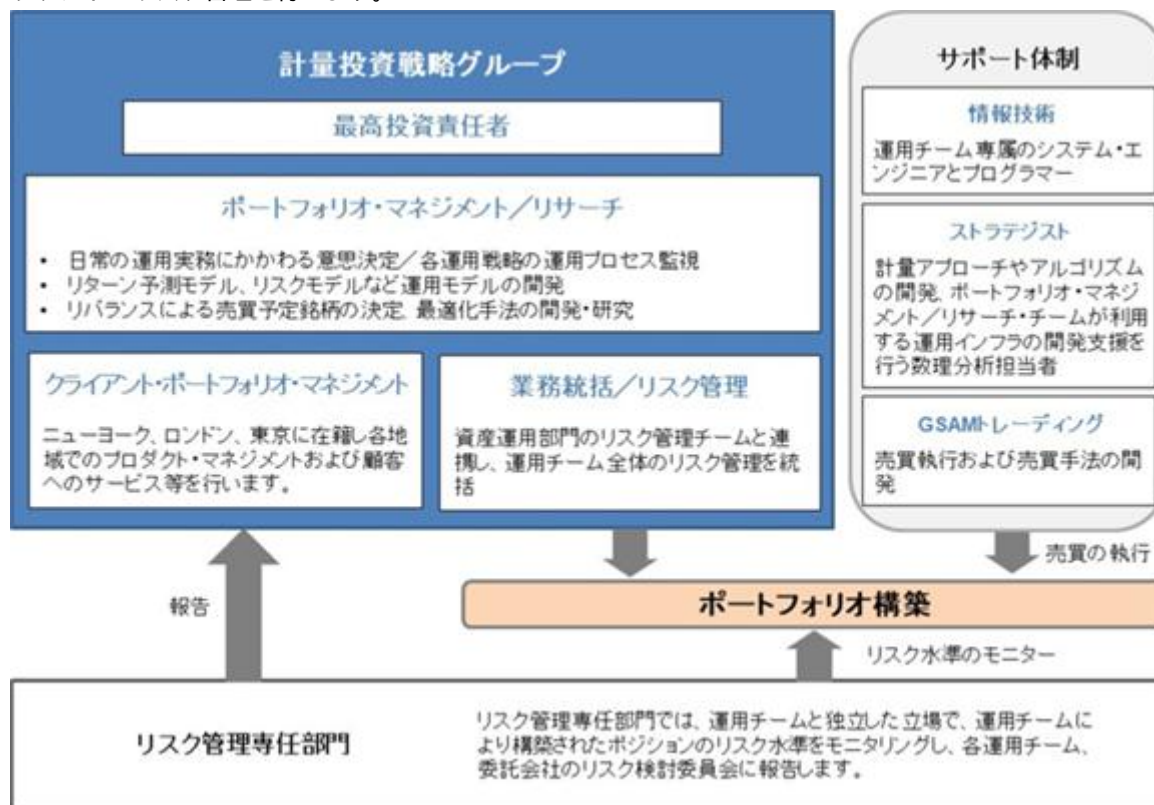 計量投資戦略グループ
最高投資責任者
ポートフォリオ・マネジメント／リサーチ
• 日常の運用実務にかかわる意思決定／各運用戦略の運用プロセス監視
• リターン予測モデル、リスクモデルなど運用モデルの開発
• リバランスによる売買予定銘柄の決定、最適化手法の開発・研究
クライアント・ポートフォリオ・マネジメント
ニューヨーク、ロンドン、東京に在籍し各地
域でのプロダクト・マネジメントおよび顧客
へのサービス等を行います。
業務統括／リスク管理
資産運用部門のリスク管理チームと連
携し、運用チーム全体のリスク管理を統
括
サポート体制
情報技術
運用チーム専属のシステム・エ
ンジニアとプログラマー
ストラテジスト
計量アプローチやアルゴリズム
の開発、ポートフォリオ・マネジ
メント／リサーチ・チームが利用
する運用インフラの開発支援を
行う数理分析担当者
GSAMトレーディング
売買執行および売買手法の開
発
売買の執行
報告
ポートフォリオ構築
リスク水準のモニター
リスク管理専任部門
リスク管理専任部門では、運用チームと独立した立場で、運用チームに
より構築されたポジションのリスク水準をモニタリングし、各運用チーム、
委託会社のリスク検討委員会に報告します。